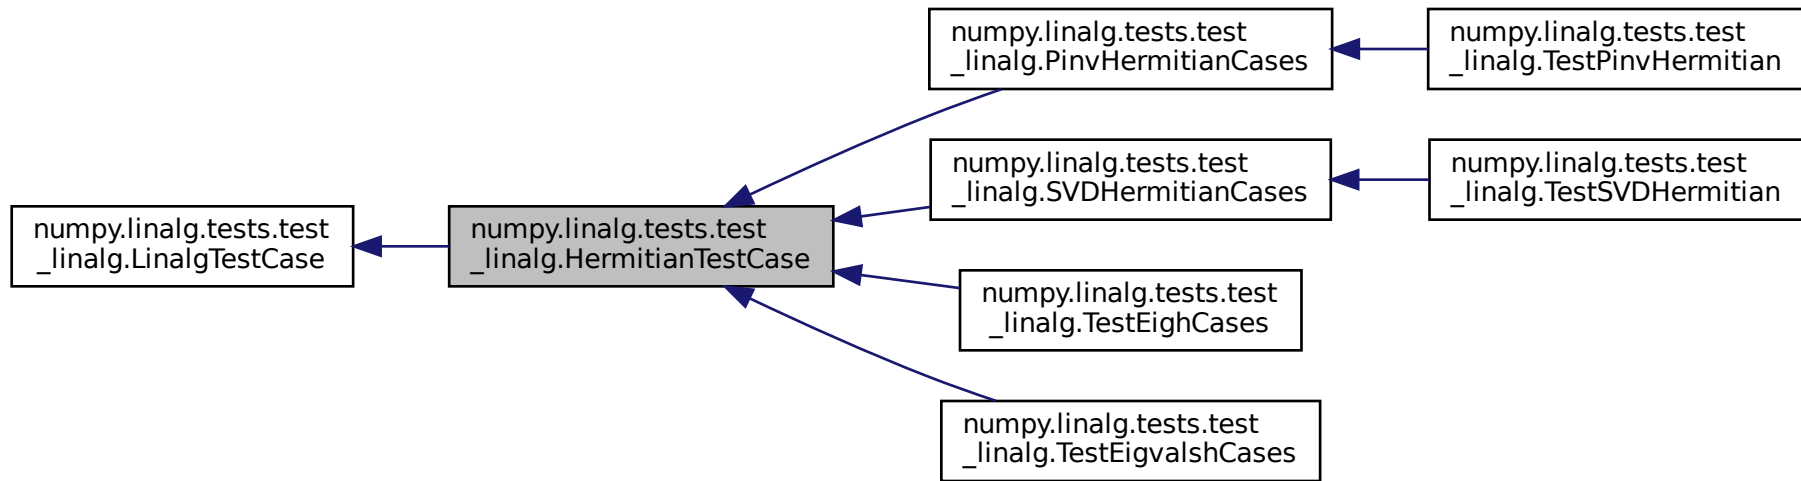 numpy.linalg.tests.test
_linalg.PinvHermitianCases
numpy.linalg.tests.test
_linalg.TestPinvHermitian
numpy.linalg.tests.test
_linalg.SVDHermitianCases
numpy.linalg.tests.test
_linalg.TestSVDHermitian
numpy.linalg.tests.test
_linalg.LinalgTestCase
numpy.linalg.tests.test
_linalg.HermitianTestCase
numpy.linalg.tests.test
_linalg.TestEighCases
numpy.linalg.tests.test
_linalg.TestEigvalshCases